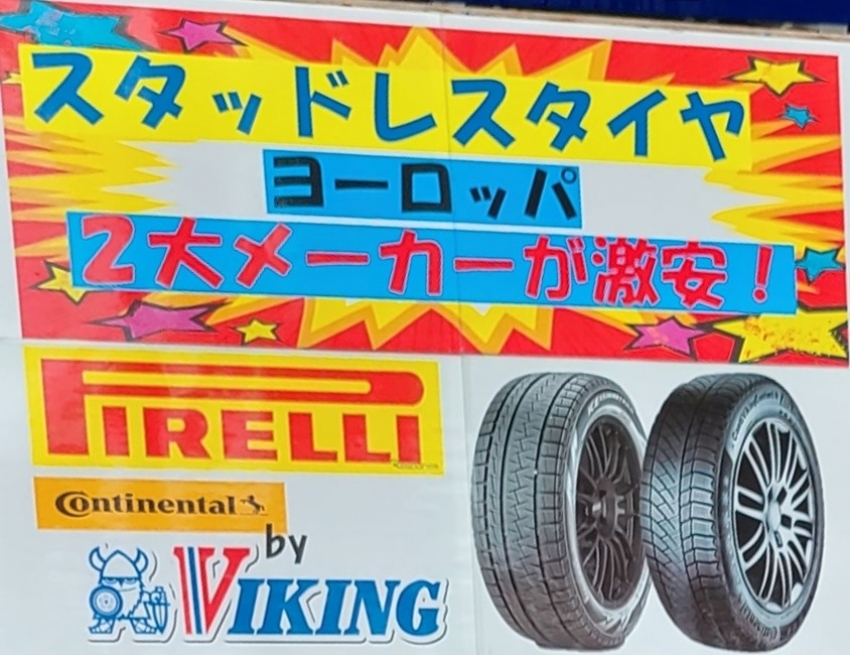 スタッドレスタイヤ
ヨーロッパ
2大メーカーが激安!
PIRELLI
Continental
by
VIKING